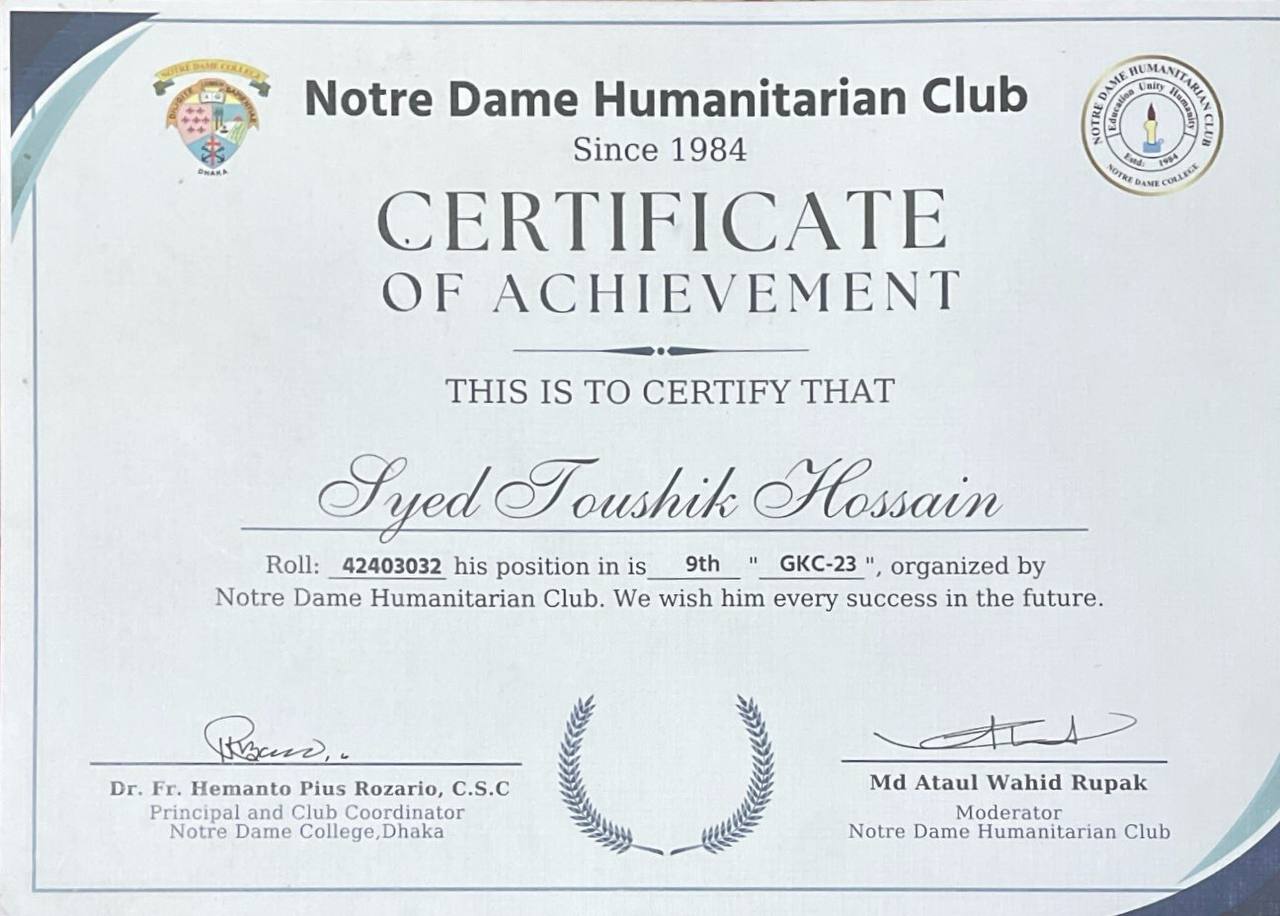 NOTRE DAME COLLEGE
DILIGITE LUMEN SAPIENTIAE
DHAKA
Notre Dame Humanitarian Club
Since 1984
NOTRE DAME HUMANITARIAN CLUB
Education Unity Humanity
Estd: 1984
NOTRE DAME COLLEGE
CERTIFICATE
OF ACHIEVEMENT
THIS IS TO CERTIFY THAT
Syed Toushik Hossain
Roll: 42403032 his position in is 9th " GKC-23 ", organized by
Notre Dame Humanitarian Club. We wish him every success in the future.
Dr. Fr. Hemanto Pius Rozario, C.S.C
Principal and Club Coordinator
Notre Dame College,Dhaka
Md Ataul Wahid Rupak
Moderator
Notre Dame Humanitarian Club